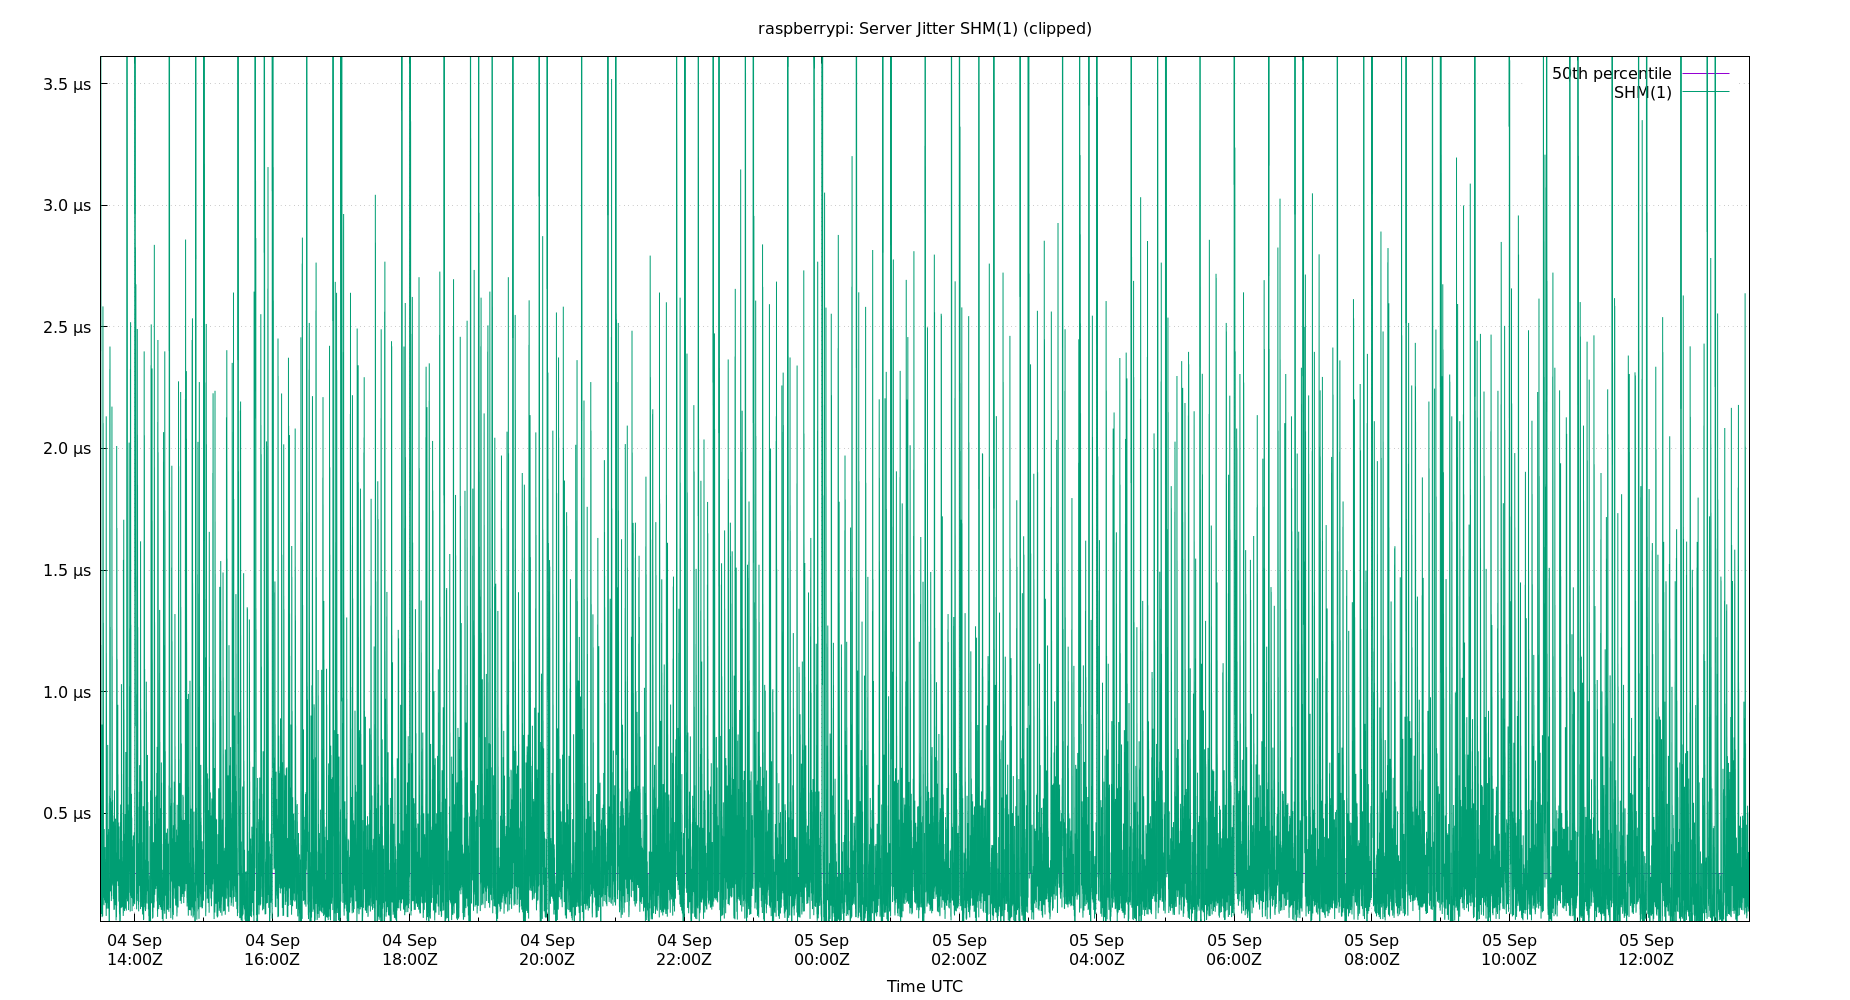 raspberrypi: Server Jitter SHM(1) (clipped)
50th percentile
SHM(1)
3.5 µs
3.0 µs
2.5 µs
2.0 µs
1.5 µs
1.0 µs
0.5 µs
04 Sep 04 Sep 04 Sep 04 Sep 04 Sep 05 Sep 05 Sep 05 Sep 05 Sep 05 Sep 05 Sep 05 Sep
14:00Z 16:00Z 18:00Z 20:00Z 22:00Z 00:00Z 02:00Z 04:00Z 06:00Z 08:00Z 10:00Z 12:00Z
Time UTC